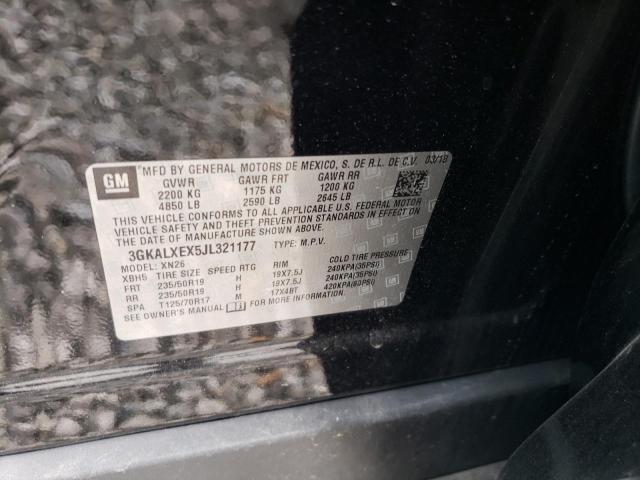 GM
MFD BY GENERAL MOTORS DE MEXICO, S. DE R.L. DE C.V. 03/18
GVWR GAWR FRT GAWR RR
2200 KG 1175 KG 1200 KG
4850 LB 2590 LB 2645 LB
THIS VEHICLE CONFORMS TO ALL APPLICABLE U.S. FEDERAL MOTOR
VEHICLE SAFETY AND THEFT PREVENTION STANDARDS IN EFFECT ON
THE DATE OF MANUFACTURE SHOWN ABOVE.
3GKALXEX5JL321177 TYPE: M.P.V.
MODEL: XN26
XBH5 TIRE SIZE SPEED RTG RIM COLD TIRE PRESSURE
FRT 235/50R19 H 19X7.5J 240KPA(35PSI)
RR 235/50R19 H 19X7.5J 240KPA(35PSI)
SPA T125/70R17 M 17X4BT 420KPA(60PSI)
SEE OWNER'S MANUAL FOR MORE INFORMATION.